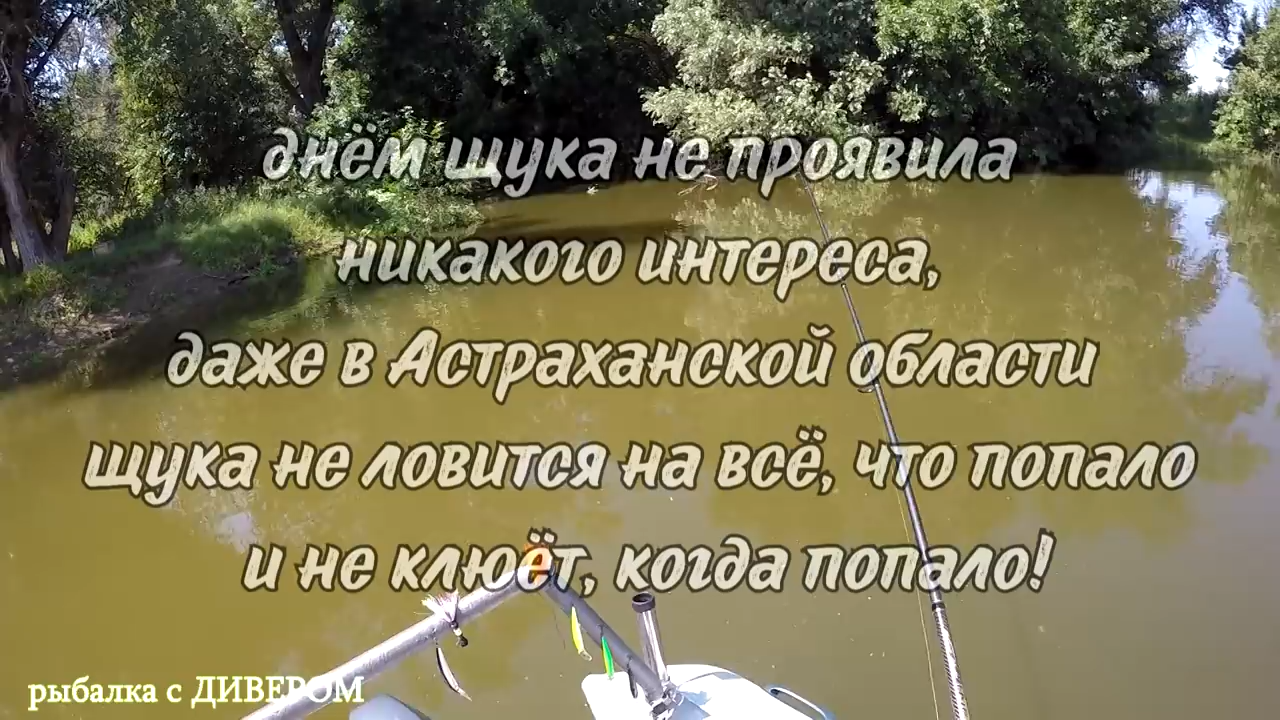 днём щука не проявила
никакого интереса,
даже в Астраханской области
щука не ловится на всё, что попало
и не клюёт, когда попало!
рыбалка с ДИВЕРОМ